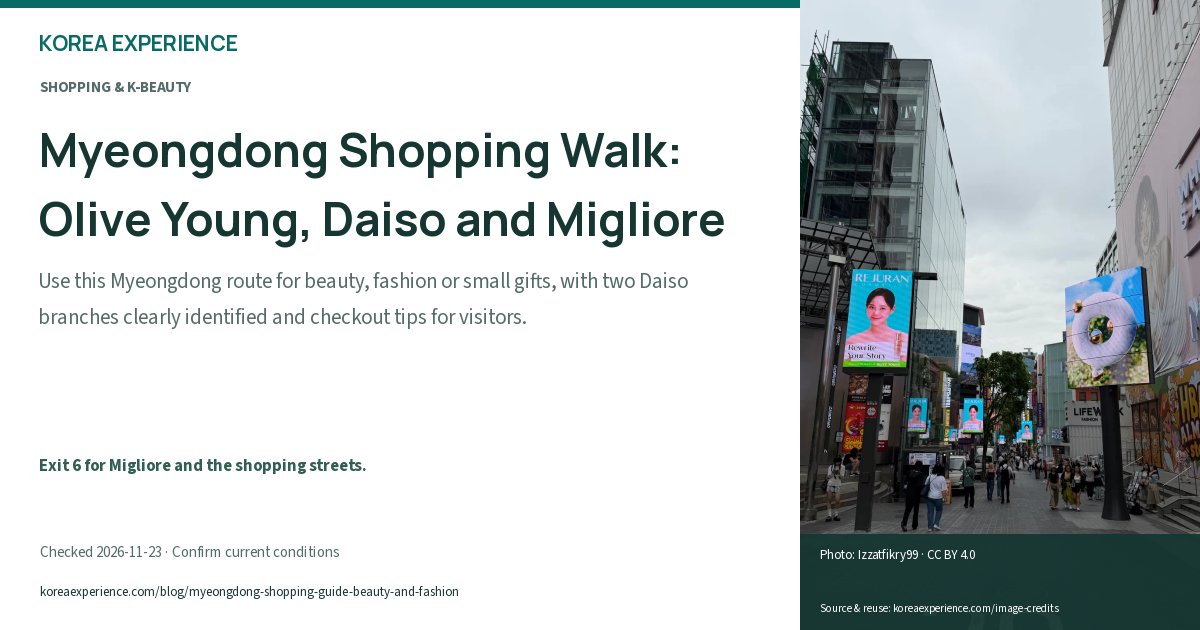 KOREA EXPERIENCE
SHOPPING & K-BEAUTY
Myeongdong Shopping Walk:
Olive Young, Daiso and Migliore
Use this Myeongdong route for beauty, fashion or small gifts, with two Daiso
branches clearly identified and checkout tips for visitors.
Exit 6 for Migliore and the shopping streets.
Checked 2026-11-23 · Confirm current conditions
koreaexperience.com/blog/myeongdong-shopping-guide-beauty-and-fashion
REJURAN
Rewrite
Your Story
Photo: Izzatfikry99 · CC BY 4.0
Source & reuse: koreaexperience.com/image-credits